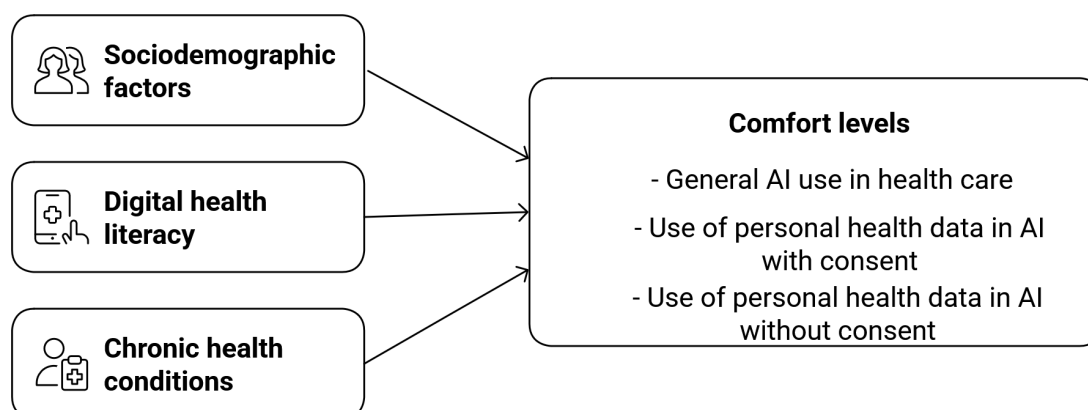 Sociodemographic
factors
Digital health
literacy
Chronic health
conditions
Comfort levels
- General AI use in health care
- Use of personal health data in AI
with consent
- Use of personal health data in AI
without consent